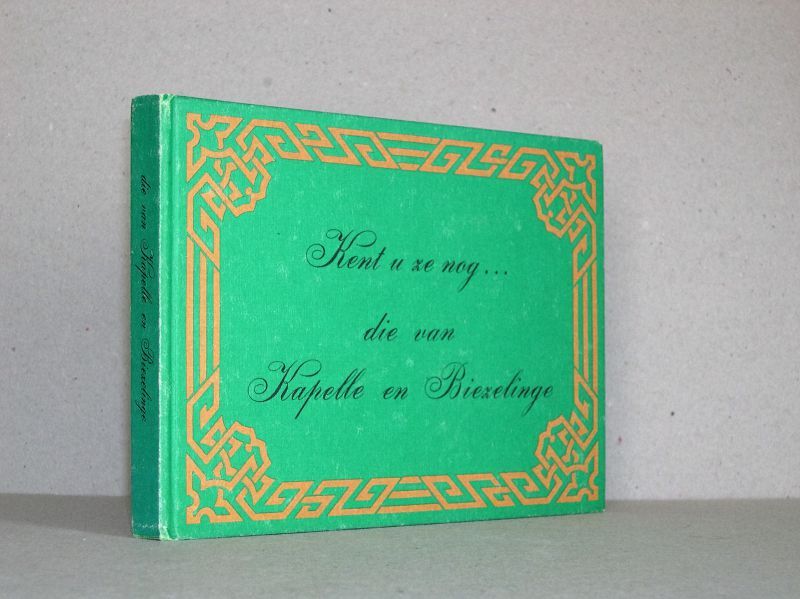 die van Kapelle en Biezelinge
Kent u ze nog...
die van
Kapelle en Biezelinge